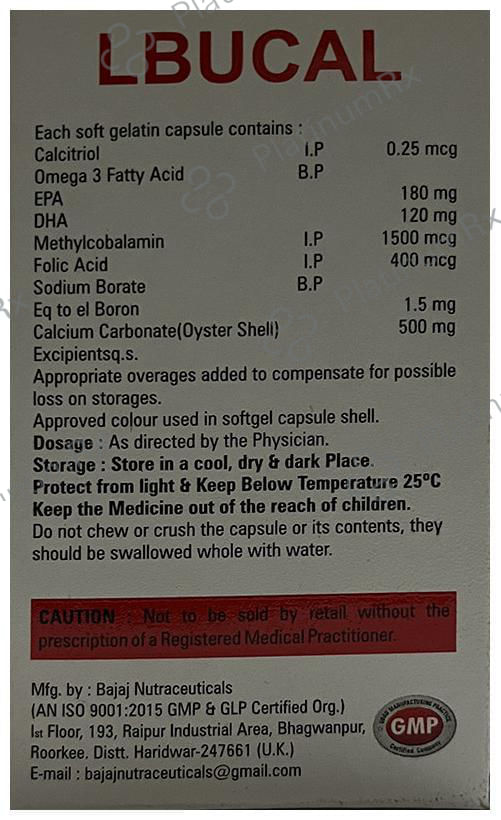 LBUCAL
Each soft gelatin capsule contains :
Calcitriol I.P 0.25 mcg
Omega 3 Fatty Acid B.P
EPA 180 mg
DHA 120 mg
Methylcobalamin I.P 1500 mcg
Folic Acid I.P 400 mcg
Sodium Borate B.P
Eq to el Boron 1.5 mg
Calcium Carbonate(Oyster Shell) 500 mg
Excipientsq.s.
Appropriate overages added to compensate for possible
loss on storages.
Approved colour used in softgel capsule shell.
Dosage : As directed by the Physician.
Storage : Store in a cool, dry & dark Place.
Protect from light & Keep Below Temperature 25ºC
Keep the Medicine out of the reach of children.
Do not chew or crush the capsule or its contents, they
should be swallowed whole with water.
CAUTION : Not to be sold by retail without the
prescription of a Registered Medical Practitioner.
Mfg. by : Bajaj Nutraceuticals
(AN ISO 9001:2015 GMP & GLP Certified Org.)
Ist Floor, 193, Raipur Industrial Area, Bhagwanpur,
Roorkee. Distt. Haridwar-247661 (U.K.)
E-mail : bajajnutraceuticals@gmail.com
GOOD MANUFACTURING PRACTICE
GMP
Certified Company
PlatinumRx